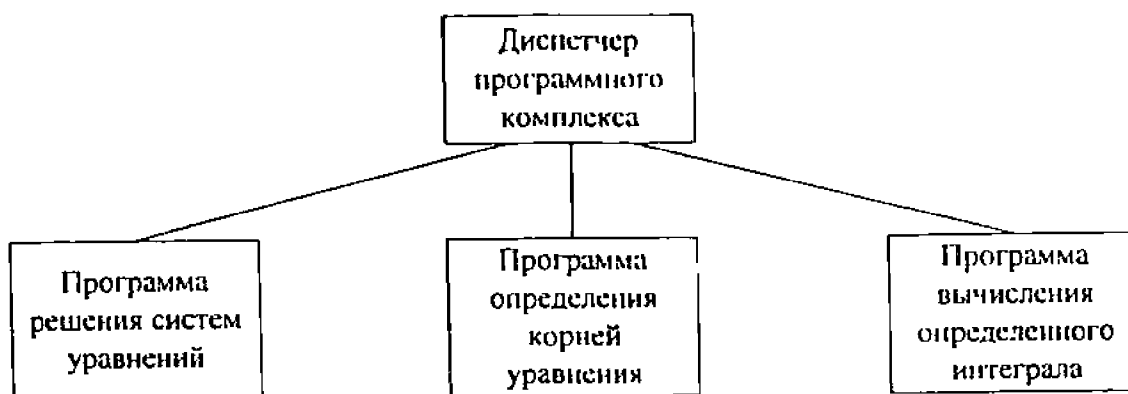 Диспетчер
программного
комплекса
Программа
решения систем
уравнений
Программа
определения
корней
уравнения
Программа
вычисления
определенного
интеграла